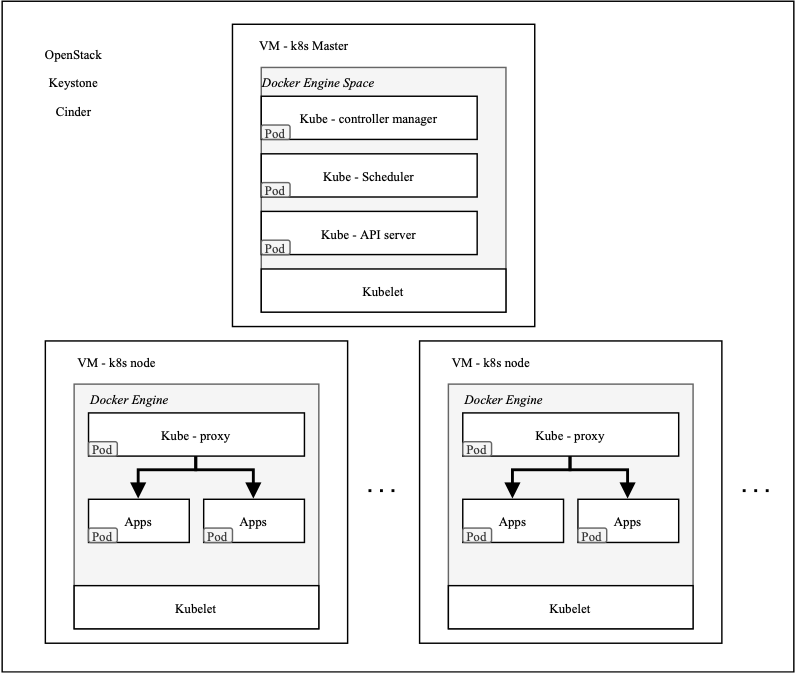 OpenStack
Keystone
Cinder
VM - k8s Master
Docker Engine Space
Kube - controller manager
Pod
Kube - Scheduler
Pod
Kube - API server
Pod
Kubelet
VM - k8s node
Docker Engine
Kube - proxy
Pod
Apps
Pod
Apps
Pod
Kubelet
. . .
VM - k8s node
Docker Engine
Kube - proxy
Pod
Apps
Pod
Apps
Pod
Kubelet
. . .